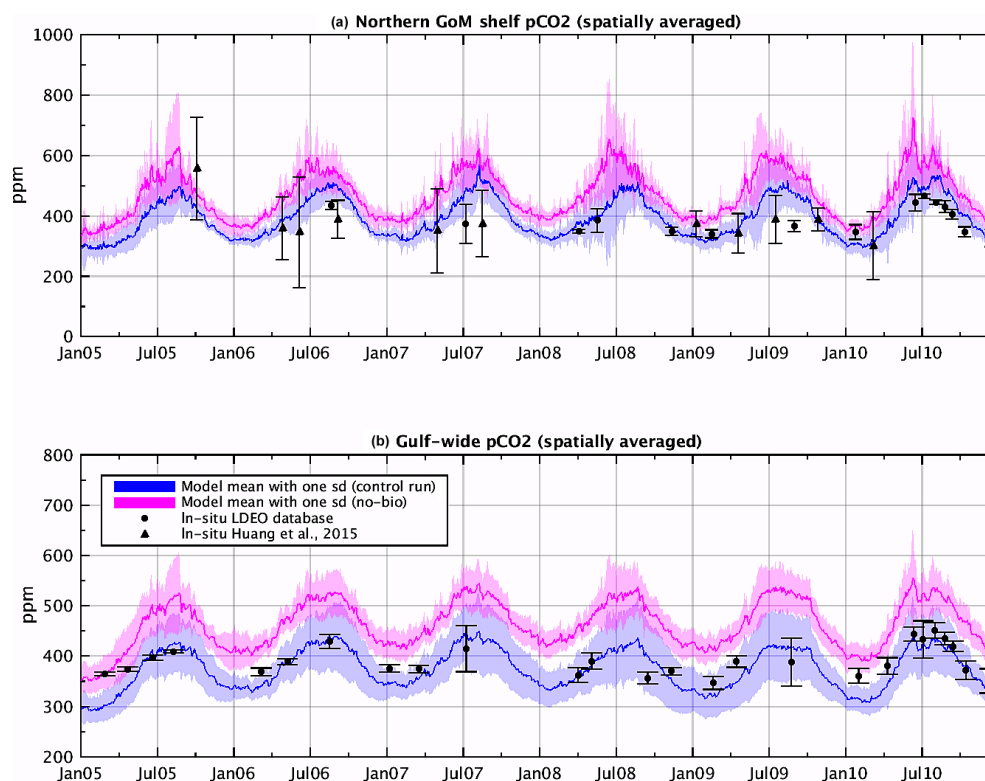 (a) Northern GoM shelf pCO2 (spatially averaged)
1000
800
600
400
200
0
ppm
Jan05 Jul05 Jan06 Jul06 Jan07 Jul07 Jan08 Jul08 Jan09 Jul09 Jan10 Jul10
(b) Gulf-wide pCO2 (spatially averaged)
800
700
600
500
400
300
200
ppm
Model mean with one sd (control run)
Model mean with one sd (no-bio)
In-situ LDEO database
In-situ Huang et al., 2015
Jan05 Jul05 Jan06 Jul06 Jan07 Jul07 Jan08 Jul08 Jan09 Jul09 Jan10 Jul10